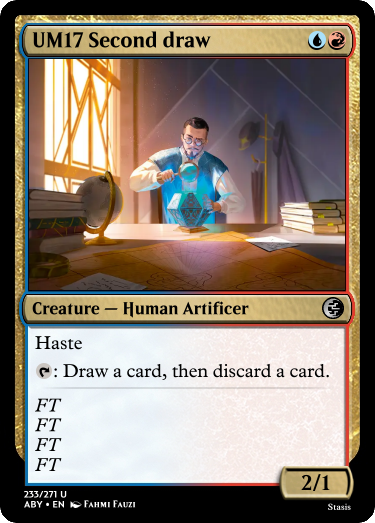 UM17 Second draw
Creature — Human Artificer
Haste
: Draw a card, then discard a card.
FT
FT
FT
FT
2/1
233/271 U
ABY • EN Fahmi Fauzi
Stasis